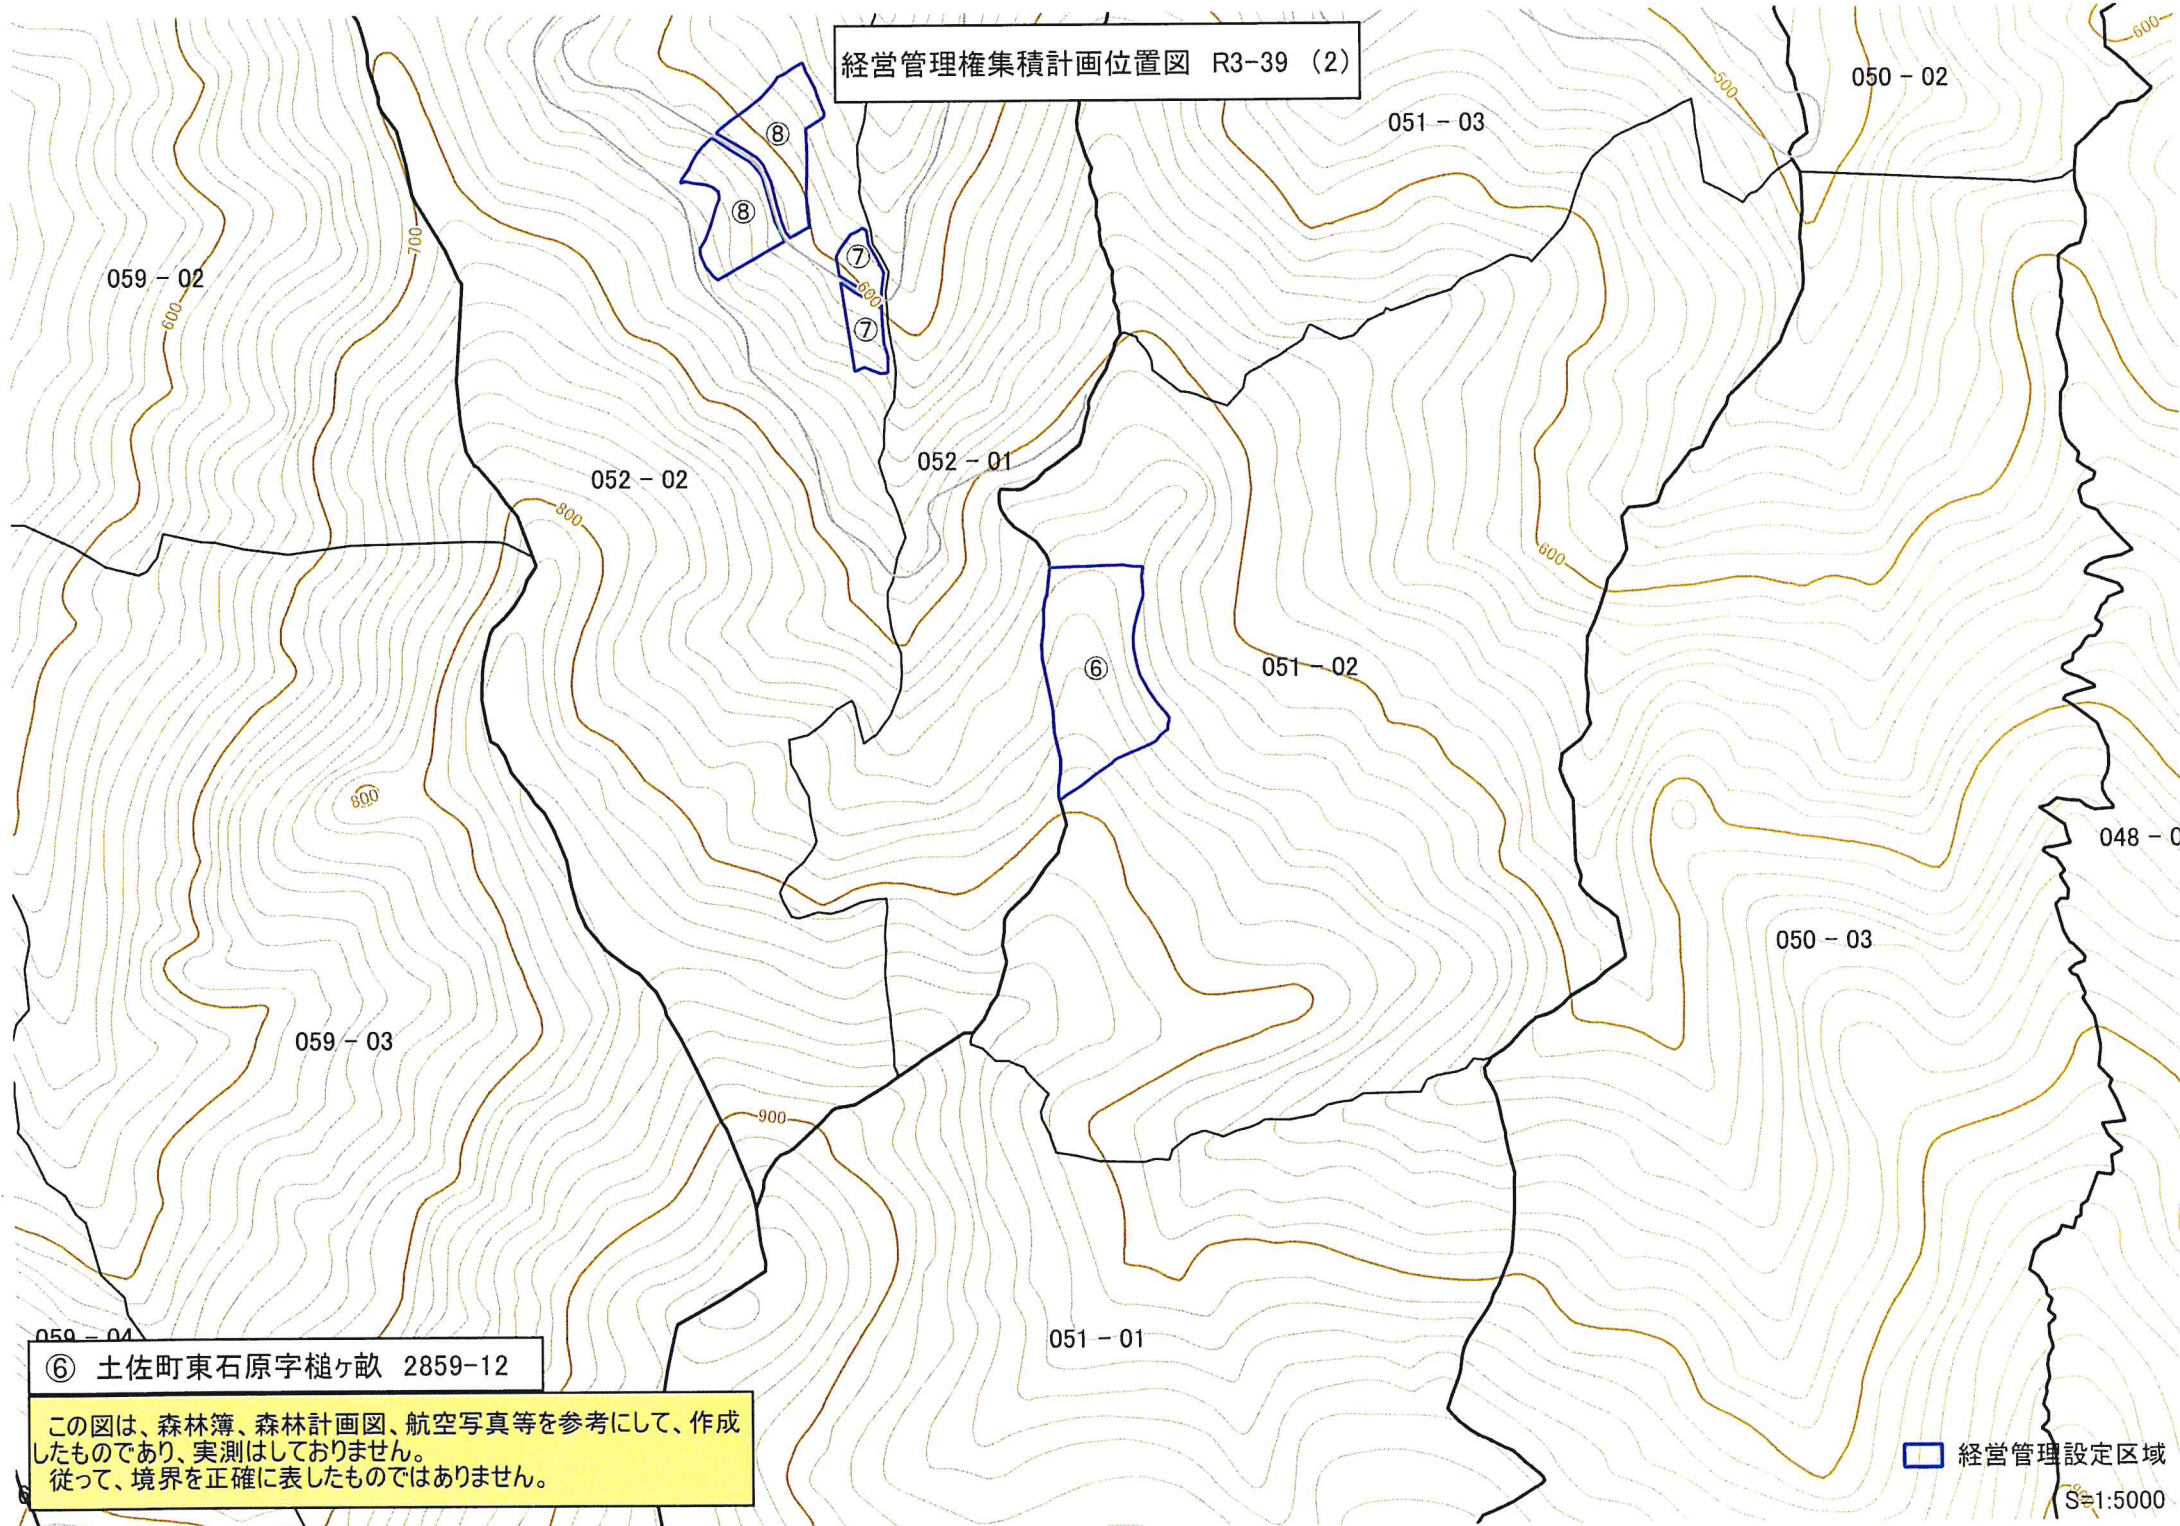 経営管理権集積計画位置図 R3-39 (2)
600
500
050 - 02
051 - 03
⑧
⑧
700
⑦
059 - 02
600
600
⑦
052 - 01
052 - 02
800
600
⑥
051 - 02
800
048 - 0
050 - 03
059 - 03
900
051 - 01
059 - 04
⑥ 土佐町東石原字槌ヶ畝 2859-12
この図は、森林簿、森林計画図、航空写真等を参考にして、作成
したものであり、実測はしておりません。
従って、境界を正確に表したものではありません。
経営管理設定区域
S=1:5000